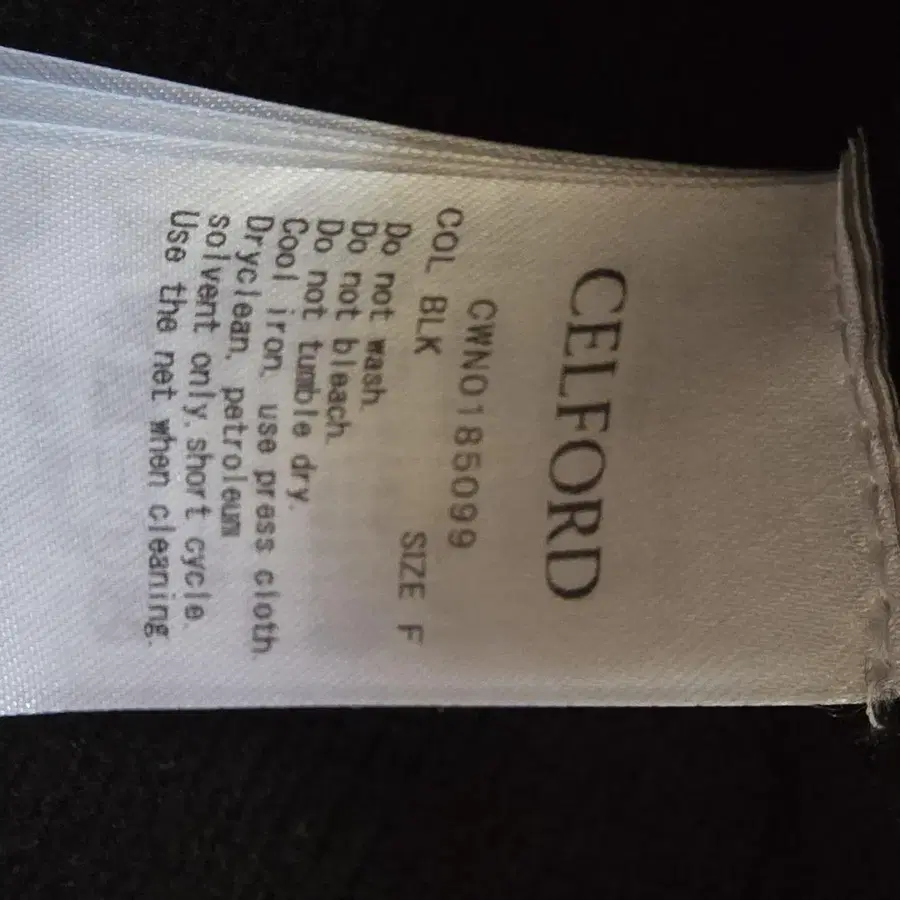 CELFORD
CWNO185099
COL BLK SIZE F
Do not wash.
Do not bleach.
Do not tumble dry.
Cool iron, use press cloth.
Dryclean, petroleum
solvent only. short cycle.
Use the net when cleaning.